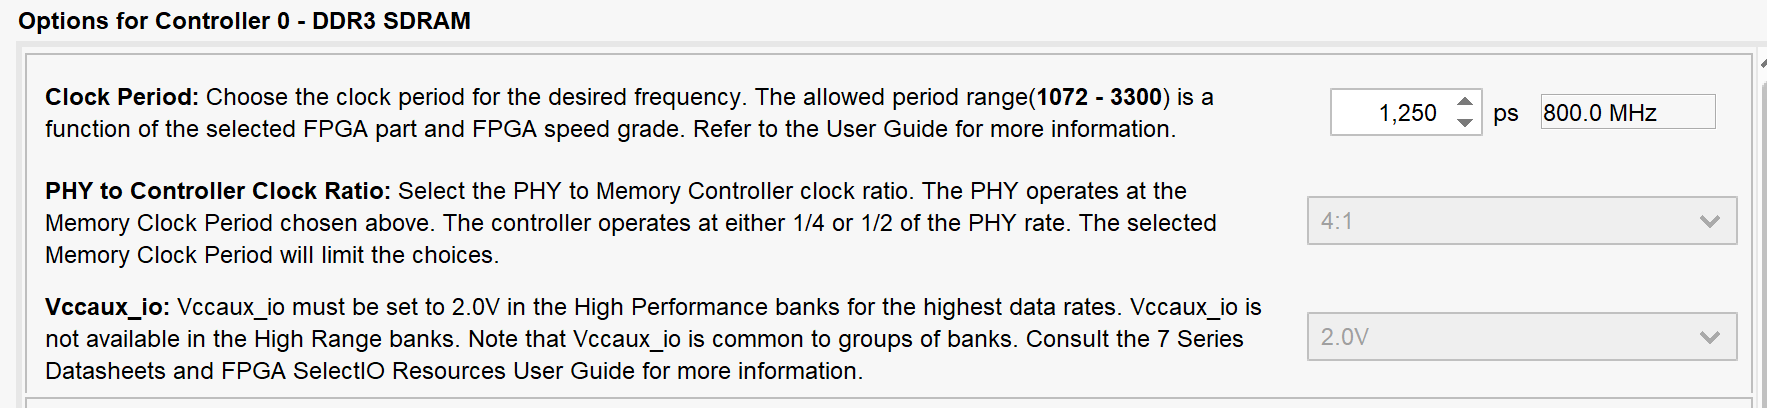 Options for Controller 0 - DDR3 SDRAM
Clock Period: Choose the clock period for the desired frequency. The allowed period range(1072 - 3300) is a
function of the selected FPGA part and FPGA speed grade. Refer to the User Guide for more information.
1,250 ps 800.0 MHz
PHY to Controller Clock Ratio: Select the PHY to Memory Controller clock ratio. The PHY operates at the
Memory Clock Period chosen above. The controller operates at either 1/4 or 1/2 of the PHY rate. The selected
Memory Clock Period will limit the choices.
4:1
Vccaux_io: Vccaux_io must be set to 2.0V in the High Performance banks for the highest data rates. Vccaux_io is
not available in the High Range banks. Note that Vccaux_io is common to groups of banks. Consult the 7 Series
Datasheets and FPGA SelectIO Resources User Guide for more information.
2.0V